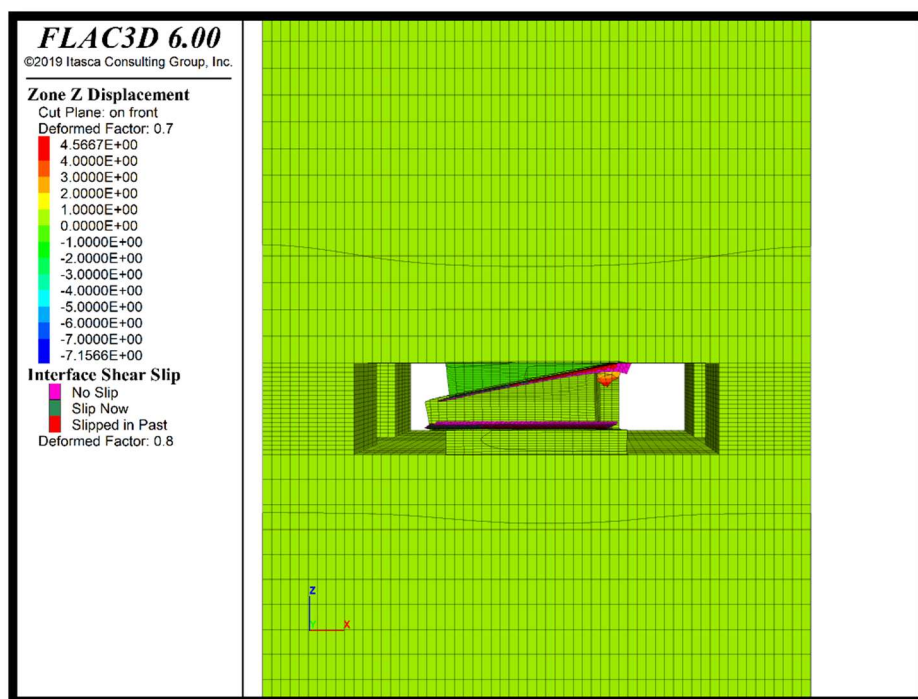 FLAC3D 6.00
©2019 Itasca Consulting Group, Inc.
Zone Z Displacement
Cut Plane: on front
Deformed Factor: 0.7
4.5667E+00
4.0000E+00
3.0000E+00
2.0000E+00
1.0000E+00
0.0000E+00
-1.0000E+00
-2.0000E+00
-3.0000E+00
-4.0000E+00
-5.0000E+00
-6.0000E+00
-7.0000E+00
-7.1566E+00
Interface Shear Slip
No Slip
Slip Now
Slipped in Past
Deformed Factor: 0.8
Z
Y X